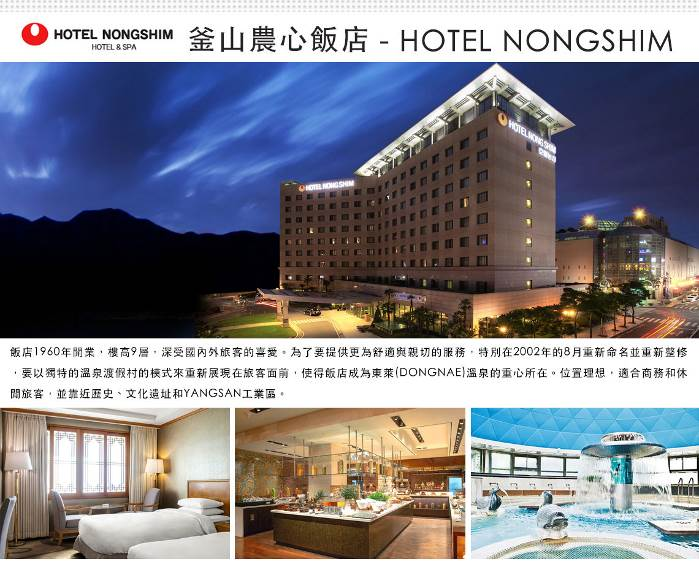 HOTEL NONGSHIM
HOTEL & SPA
釜山農心飯店 - HOTEL NONGSHIM
HOTEL NONGSHIM
HOTEL NONGSHIM
飯店1960年開業，樓高9層，深受國內外旅客的喜愛。為了要提供更為舒適與親切的服務，特別在2002年的8月重新命名並重新整修
，要以獨特的溫泉渡假村的模式來重新展現在旅客面前，使得飯店成為東萊(DONGNAE)溫泉的重心所在。位置理想，適合商務和休
閒旅客，並靠近歷史、文化遺址和YANGSAN工業區。